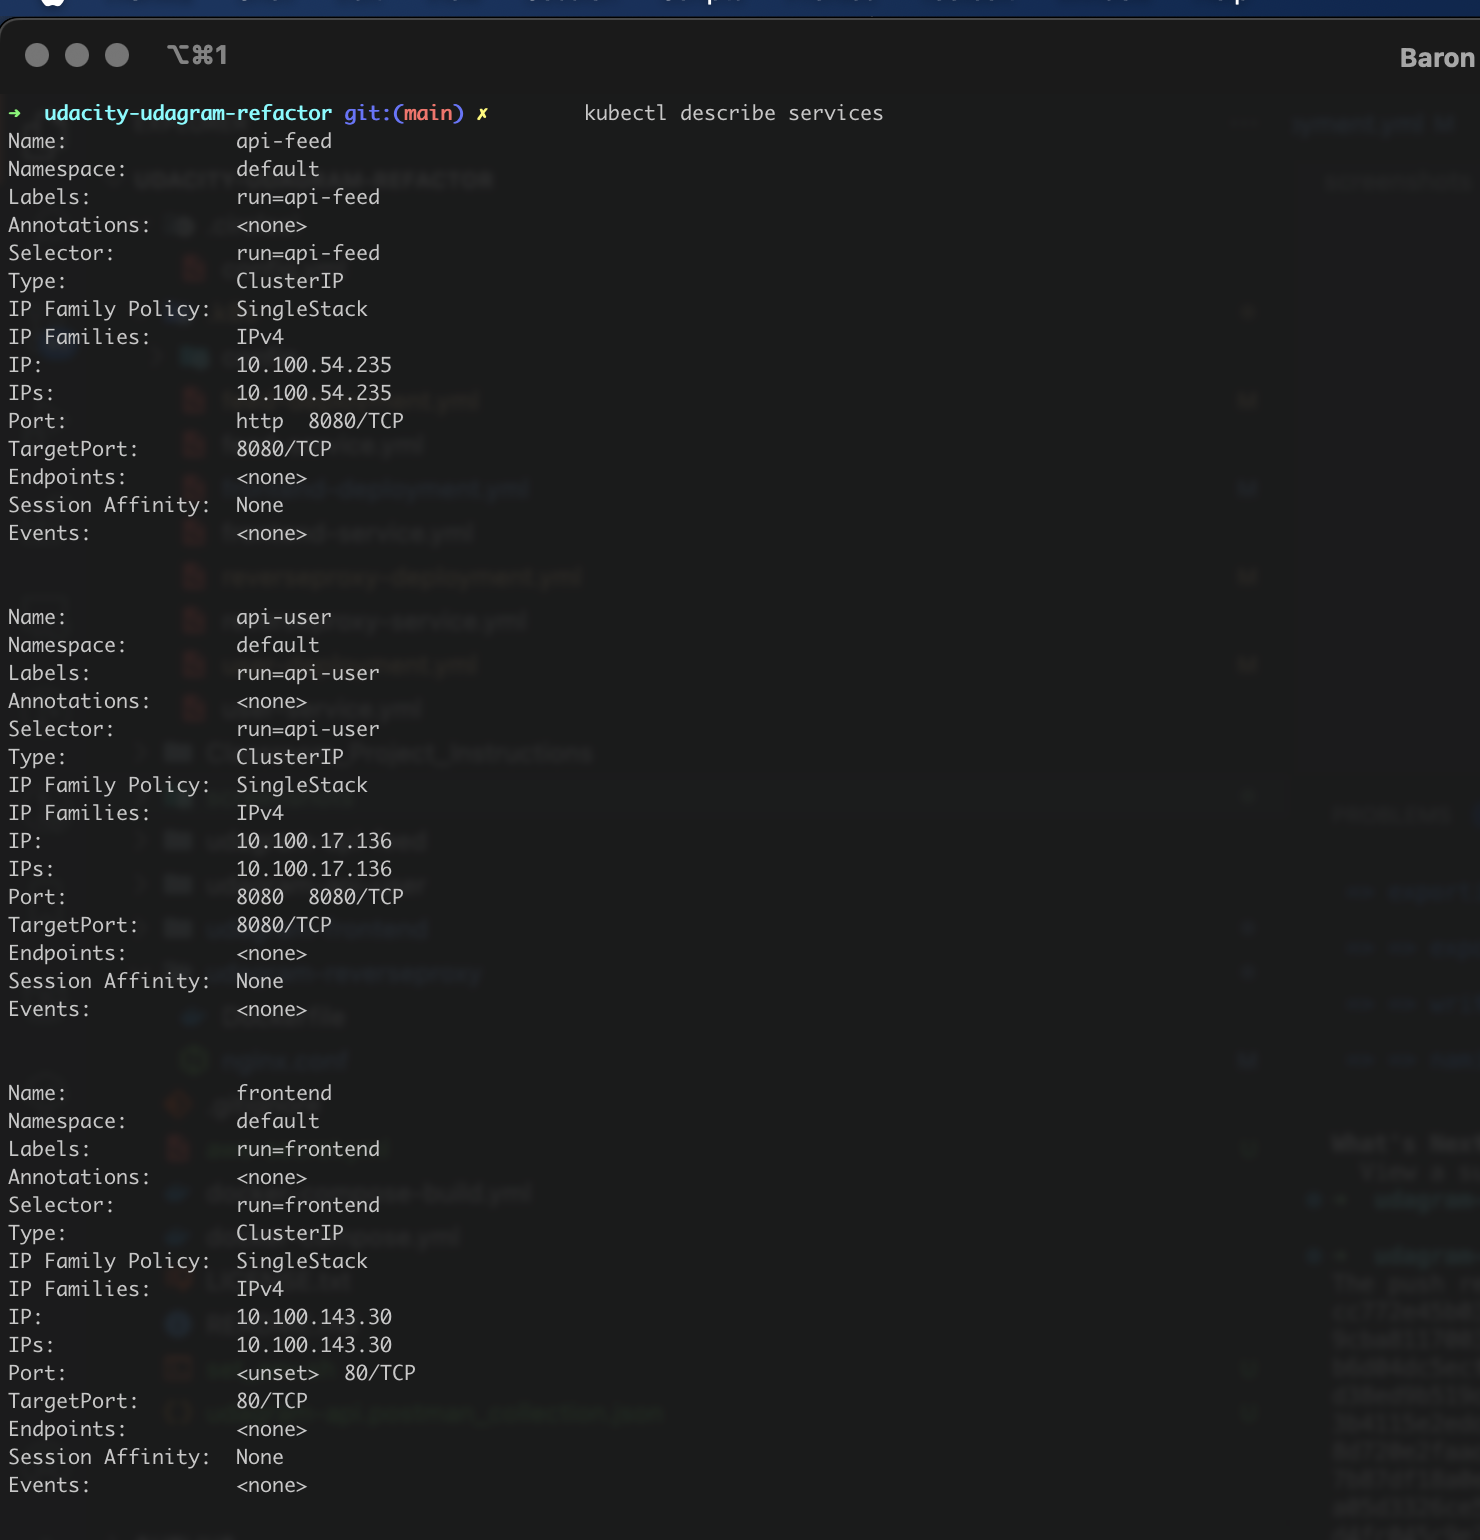 ⌥⌘1
Baron
➜ udacity-udagram-refactor git:(main) ✗ kubectl describe services
Name: api-feed
Namespace: default
Labels: run=api-feed
Annotations: <none>
Selector: run=api-feed
Type: ClusterIP
IP Family Policy: SingleStack
IP Families: IPv4
IP: 10.100.54.235
IPs: 10.100.54.235
Port: http 8080/TCP
TargetPort: 8080/TCP
Endpoints: <none>
Session Affinity: None
Events: <none>
Name: api-user
Namespace: default
Labels: run=api-user
Annotations: <none>
Selector: run=api-user
Type: ClusterIP
IP Family Policy: SingleStack
IP Families: IPv4
IP: 10.100.17.136
IPs: 10.100.17.136
Port: 8080 8080/TCP
TargetPort: 8080/TCP
Endpoints: <none>
Session Affinity: None
Events: <none>
Name: frontend
Namespace: default
Labels: run=frontend
Annotations: <none>
Selector: run=frontend
Type: ClusterIP
IP Family Policy: SingleStack
IP Families: IPv4
IP: 10.100.143.30
IPs: 10.100.143.30
Port: <unset> 80/TCP
TargetPort: 80/TCP
Endpoints: <none>
Session Affinity: None
Events: <none>